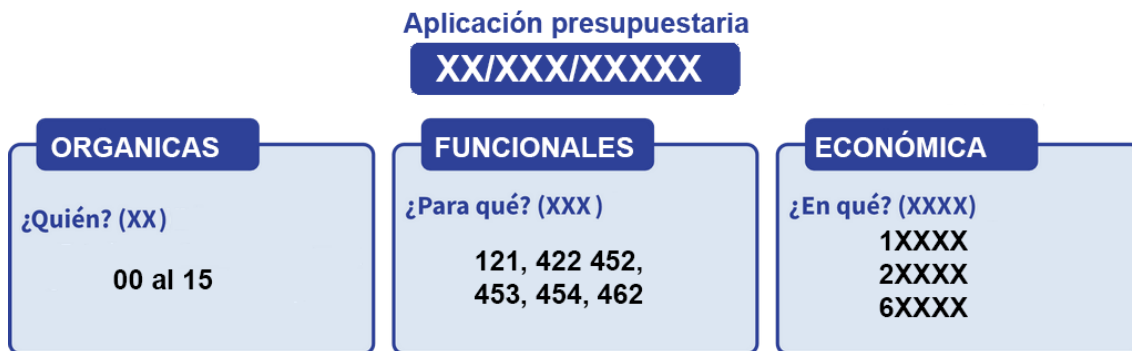 Aplicación presupuestaria
XX/XXX/XXXXX
ORGANICAS
¿Quién? (XX)
00 al 15
FUNCIONALES
¿Para qué? (XXX )
121, 422 452,
453, 454, 462
ECONÓMICA
¿En qué? (XXXX)
1XXXX
2XXXX
6XXXX